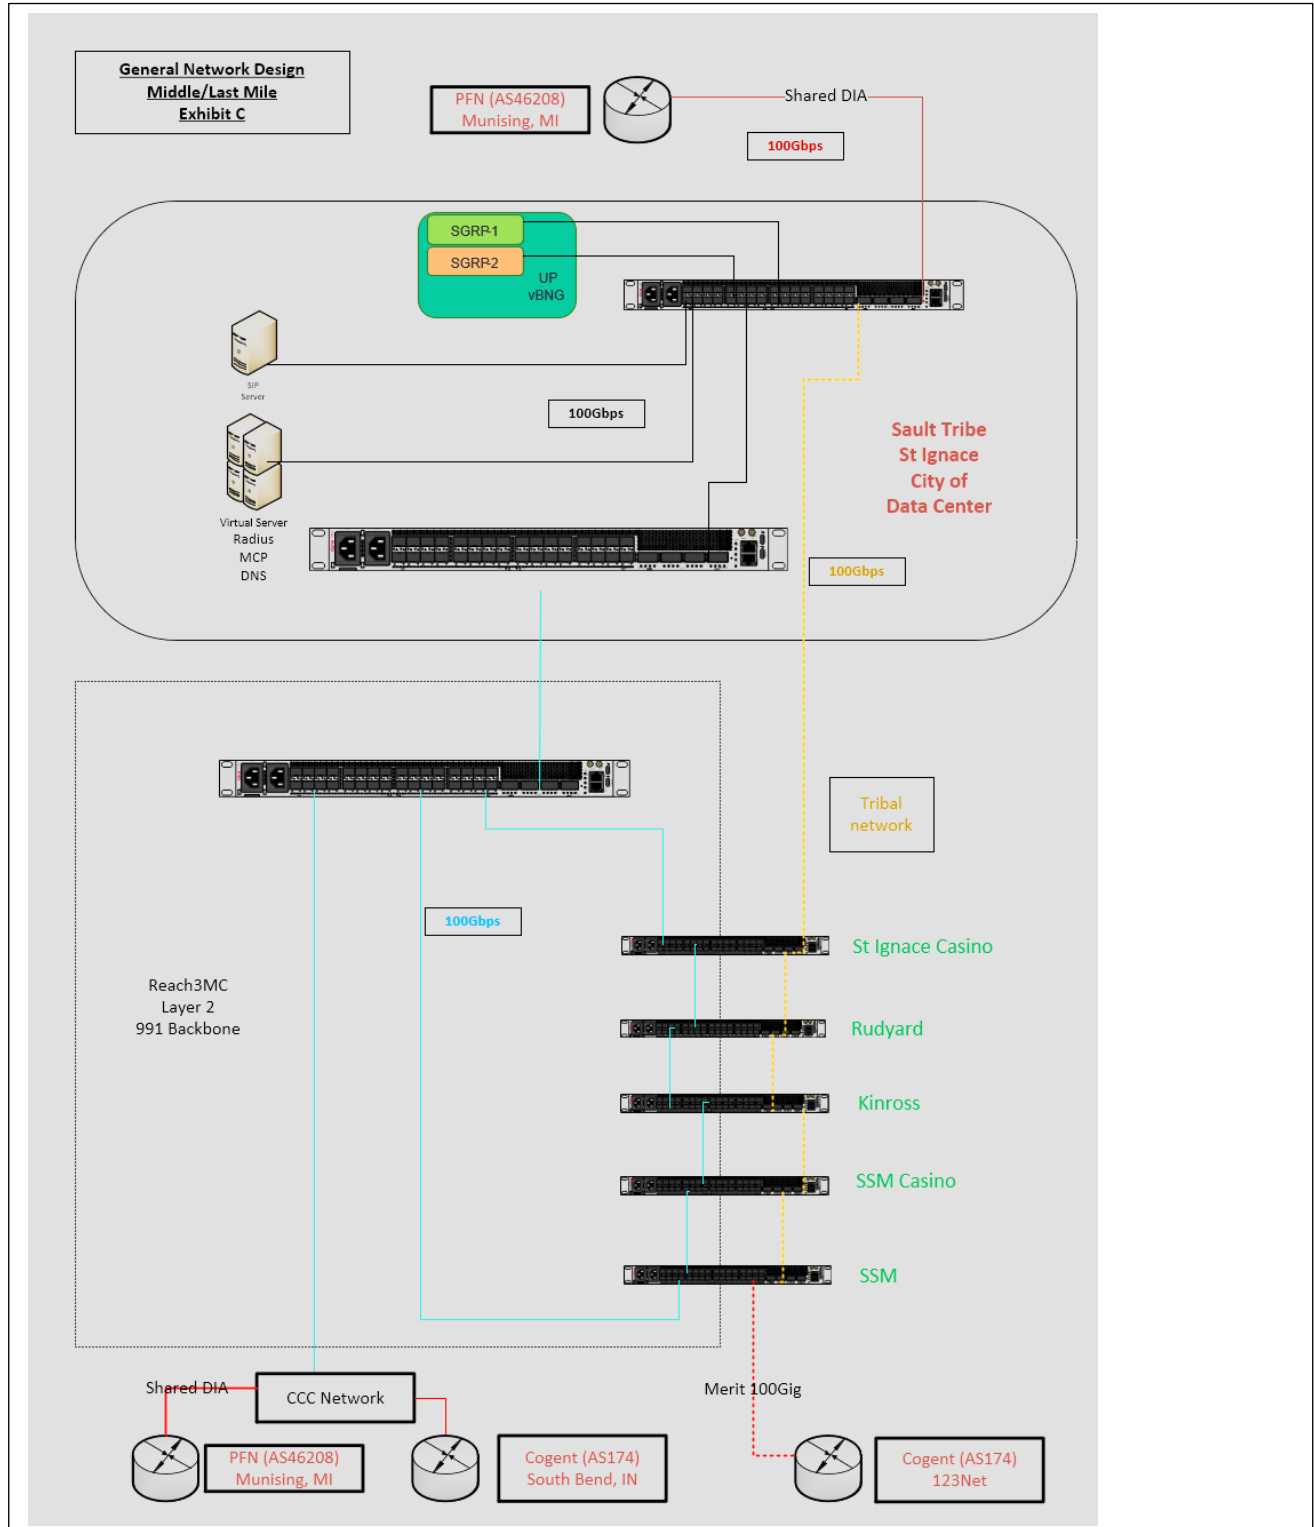 General Network Design
Middle/Last Mile
Exhibit C
PFN (AS46208)
Munising, MI
Shared DIA
100Gbps
SGRP-1
SGRP-2
UP
vBNG
SIP
Server
100Gbps
Sault Tribe
St Ignace
City of
Data Center
Virtual Server
Radius
MCP
DNS
100Gbps
Tribal
network
100Gbps
St Ignace Casino
Reach3MC
Layer 2
991 Backbone
Rudyard
Kinross
SSM Casino
SSM
Shared DIA
CCC Network
Merit 100Gig
PFN (AS46208)
Munising, MI
Cogent (AS174)
South Bend, IN
Cogent (AS174)
123Net